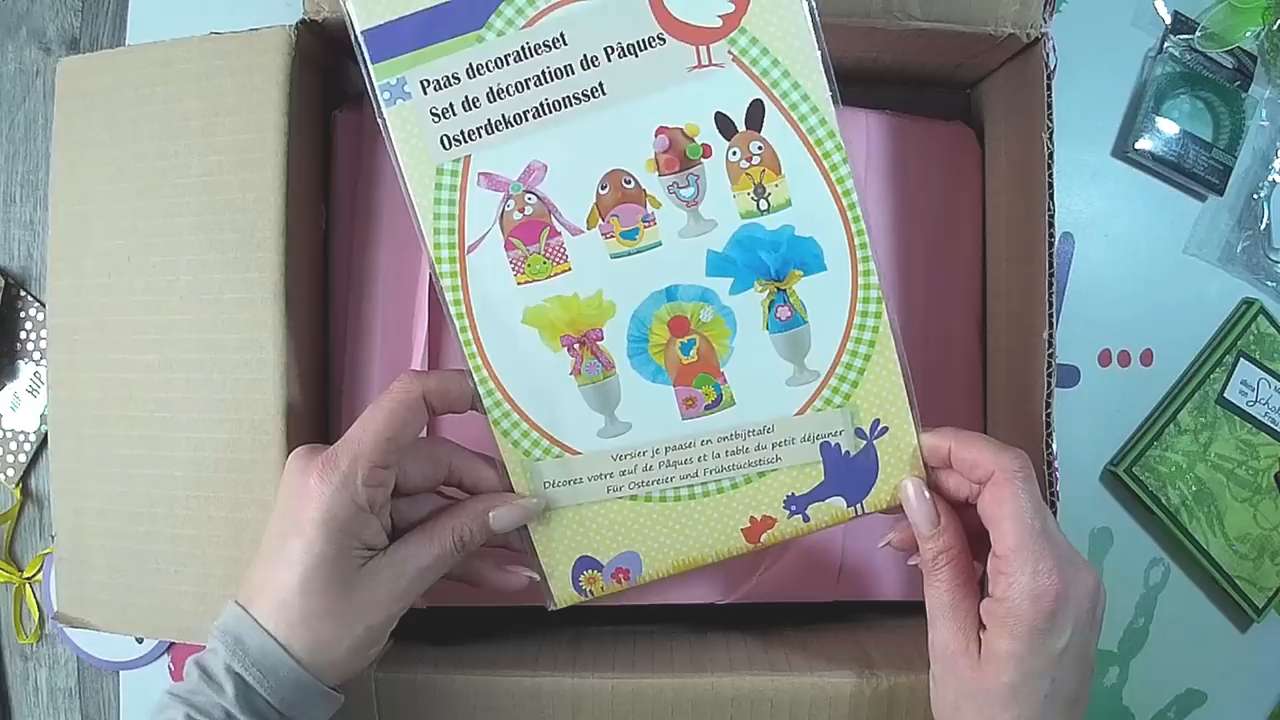 Paas decoratieset
Set de décoration de Pâques
Osterdekorationsset
Versier je paasei en ontbijttafel
Décorez votre œuf de Pâques et la table du petit déjeuner
Für Ostereier und Frühstückstisch
HIP